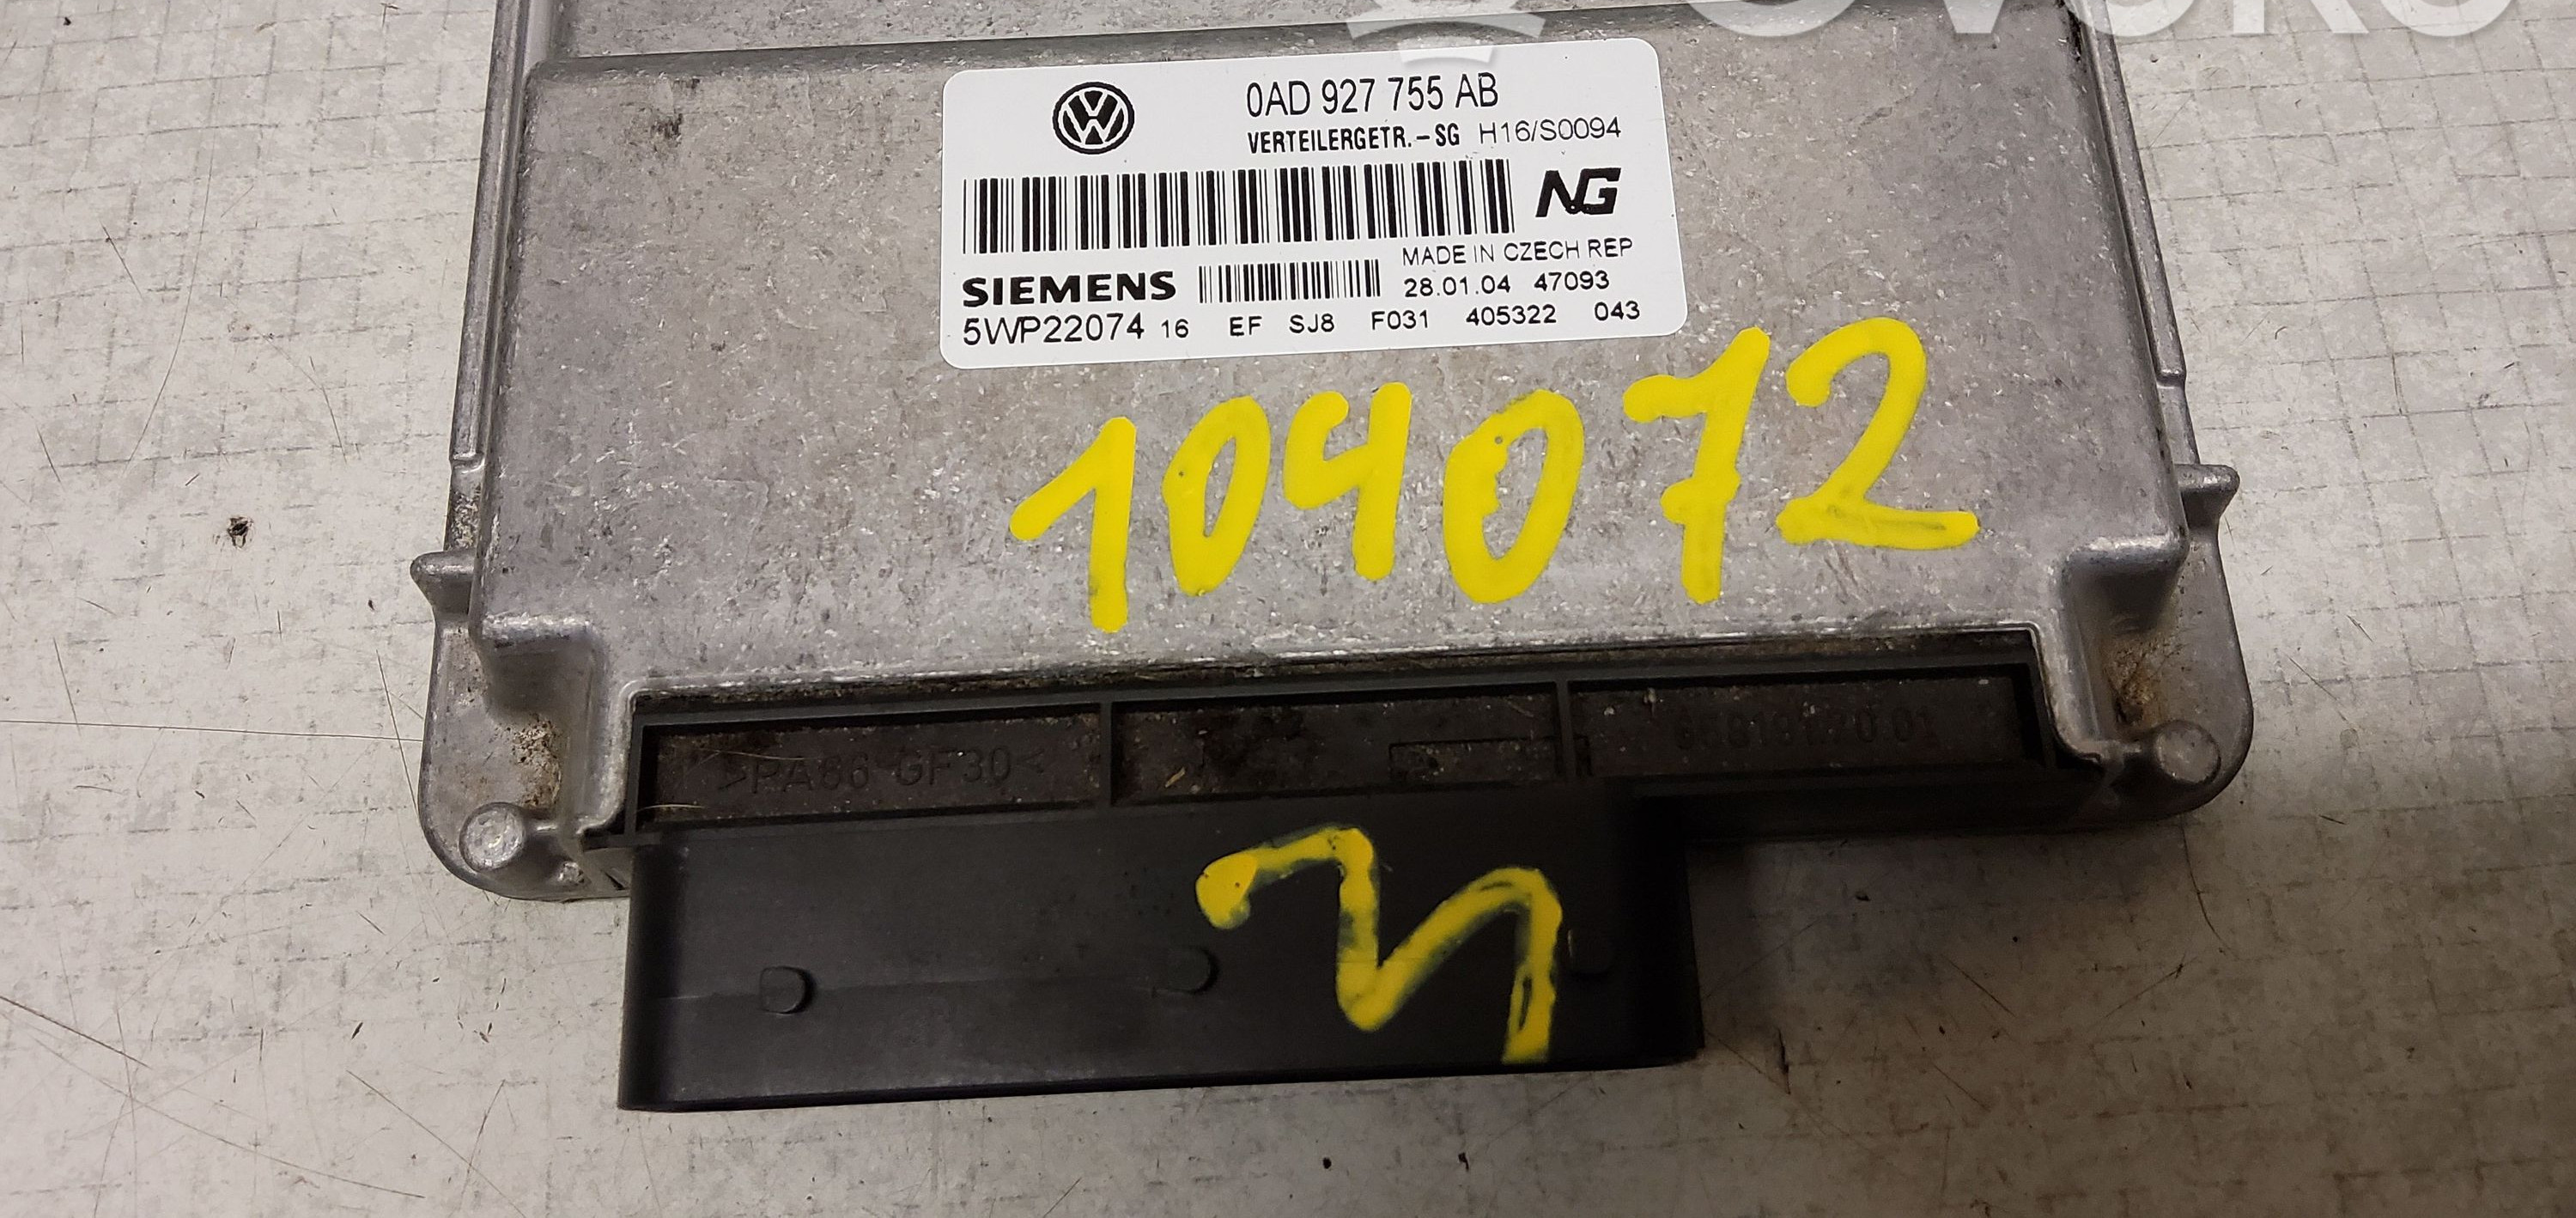 OVOKO
0AD 927 755 AB
VERTEILERGETR.-SG H16/S0094
NG
MADE IN CZECH REP
SIEMENS 28.01.04 47093
5WP22074 16 EF SJ8 F031 405322 043
104072
>PA66 GF30<